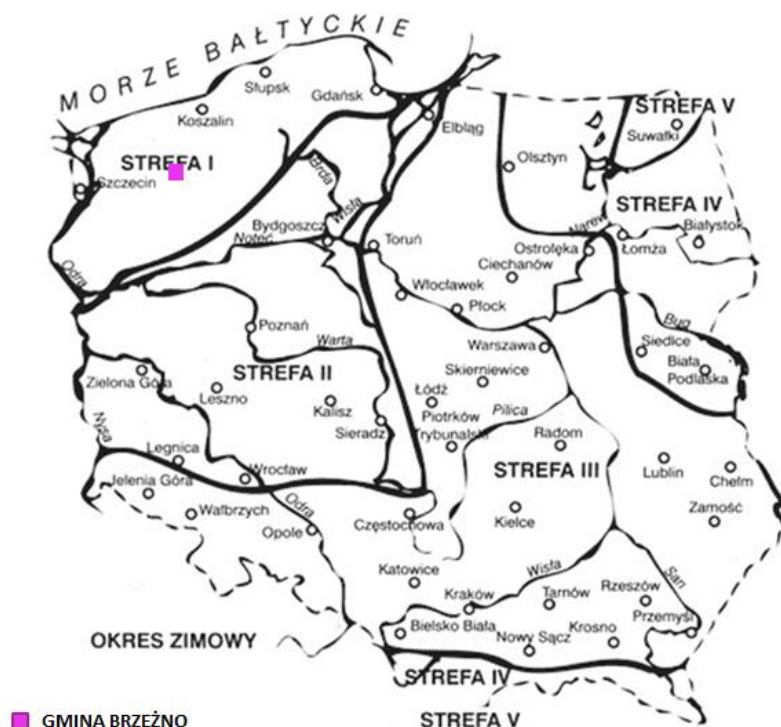 MORZE BAŁTYCKIE
Słupsk
Koszalin
Gdańsk
Elbląg
STREFA V
Suwałki
STREFA I
Szczecin
Olsztyn
STREFA IV
Brda
Wisła
Bydgoszcz
Noteć
Toruń
Narew
Białystok
Ostrołęka
Łomża
Odra
Ciechanów
Włocławek
Płock
Bug
Poznań
Warta
Warszawa
Siedlce
Biała
Podlaska
Zielona Góra
STREFA II
Skierniewice
Leszno
Łódź
Kalisz
Piotrków
Trybunalski
Pilica
Nysa
Sieradz
Radom
Legnica
Wrocław
STREFA III
Lublin
Chełm
Jelenia Góra
Odra
Wałbrzych
Opole
Częstochowa
Kielce
Zamość
Katowice
Wisła
San
Kraków
Tarnów
Rzeszów
Przemyśl
OKRES ZIMOWY
Bielsko Biała
Nowy Sącz
Krosno
STREFA IV
STREFA V
GMINA BRZEŻNO